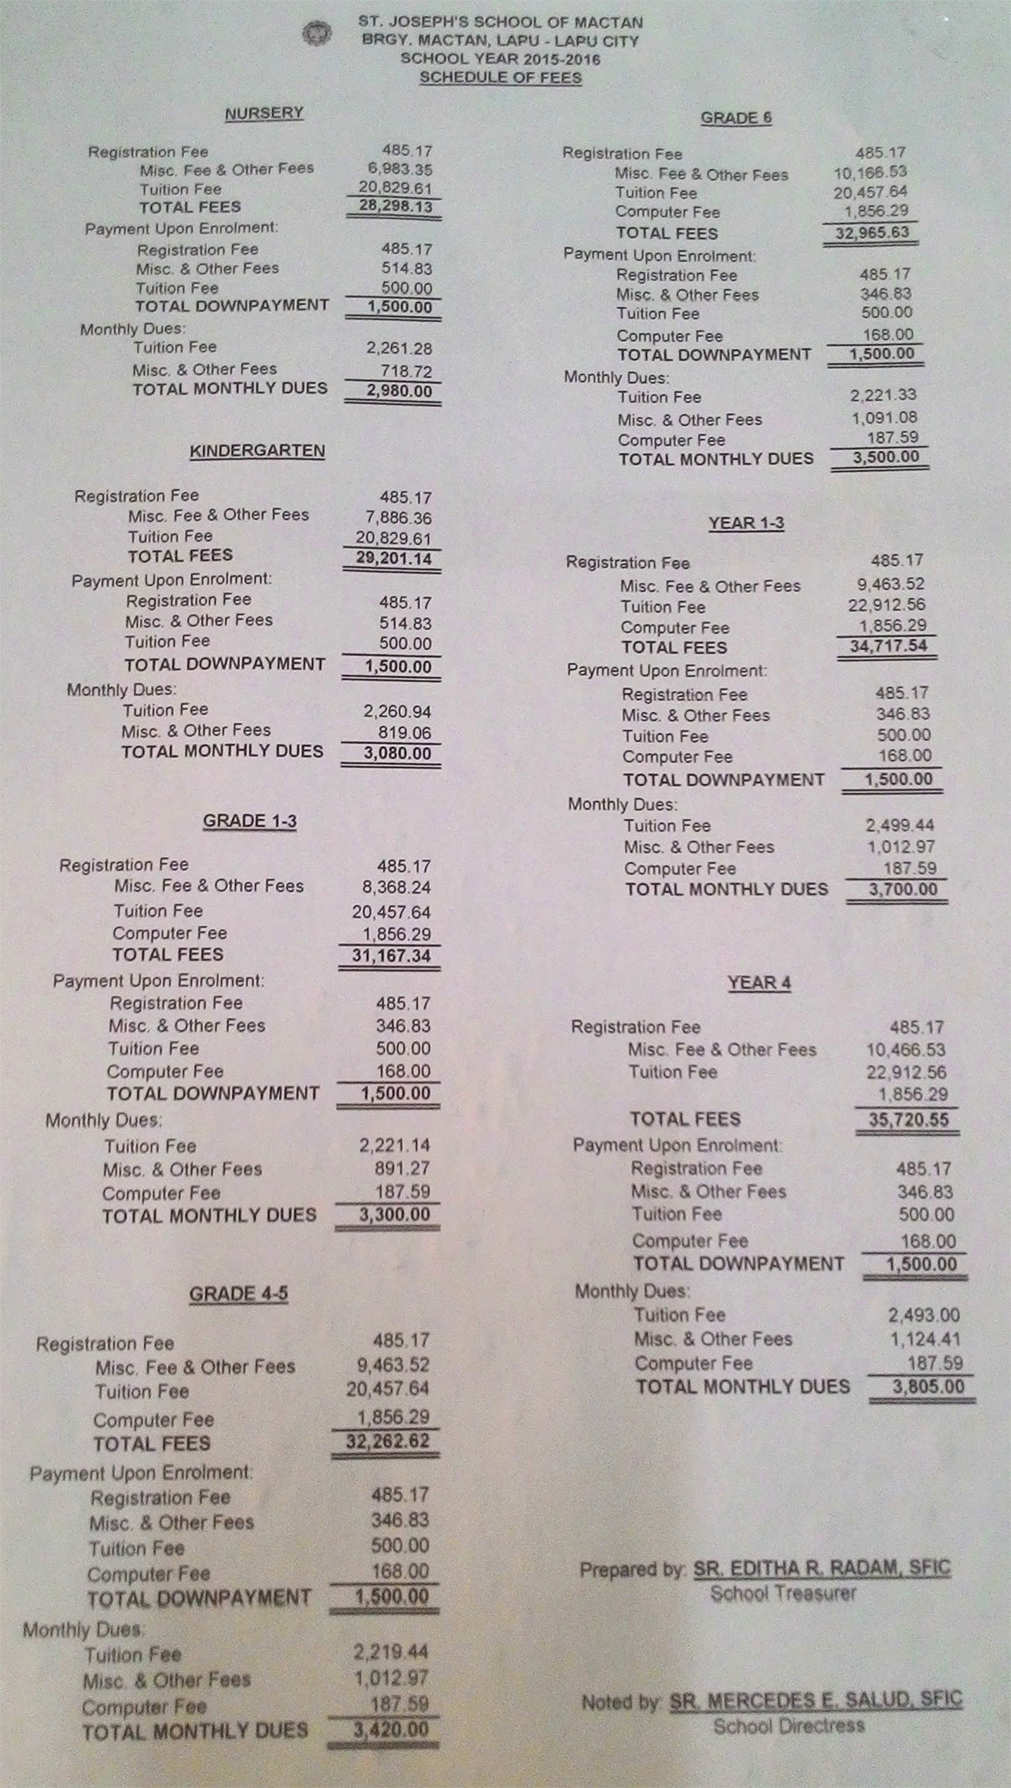 ST. JOSEPH'S SCHOOL OF MACTAN
BRGY. MACTAN, LAPU - LAPU CITY
SCHOOL YEAR 2015-2016
SCHEDULE OF FEES
NURSERY
Registration Fee 485.17
Misc. Fee & Other Fees 6,983.35
Tuition Fee 20,829.61
TOTAL FEES 28,298.13
Payment Upon Enrolment:
Registration Fee 485.17
Misc. & Other Fees 514.83
Tuition Fee 500.00
TOTAL DOWNPAYMENT 1,500.00
Monthly Dues:
Tuition Fee 2,261.28
Misc. & Other Fees 718.72
TOTAL MONTHLY DUES 2,980.00
KINDERGARTEN
Registration Fee 485.17
Misc. Fee & Other Fees 7,886.36
Tuition Fee 20,829.61
TOTAL FEES 29,201.14
Payment Upon Enrolment:
Registration Fee 485.17
Misc. & Other Fees 514.83
Tuition Fee 500.00
TOTAL DOWNPAYMENT 1,500.00
Monthly Dues:
Tuition Fee 2,260.94
Misc. & Other Fees 819.06
TOTAL MONTHLY DUES 3,080.00
GRADE 1-3
Registration Fee 485.17
Misc. Fee & Other Fees 8,368.24
Tuition Fee 20,457.64
Computer Fee 1,856.29
TOTAL FEES 31,167.34
Payment Upon Enrolment:
Registration Fee 485.17
Misc. & Other Fees 346.83
Tuition Fee 500.00
Computer Fee 168.00
TOTAL DOWNPAYMENT 1,500.00
Monthly Dues:
Tuition Fee 2,221.14
Misc. & Other Fees 891.27
Computer Fee 187.59
TOTAL MONTHLY DUES 3,300.00
GRADE 4-5
Registration Fee 485.17
Misc. Fee & Other Fees 9,463.52
Tuition Fee 20,457.64
Computer Fee 1,856.29
TOTAL FEES 32,262.62
Payment Upon Enrolment:
Registration Fee 485.17
Misc. & Other Fees 346.83
Tuition Fee 500.00
Computer Fee 168.00
TOTAL DOWNPAYMENT 1,500.00
Monthly Dues:
Tuition Fee 2,219.44
Misc. & Other Fees 1,012.97
Computer Fee 187.59
TOTAL MONTHLY DUES 3,420.00
GRADE 6
Registration Fee 485.17
Misc. Fee & Other Fees 10,166.53
Tuition Fee 20,457.64
Computer Fee 1,856.29
TOTAL FEES 32,965.63
Payment Upon Enrolment:
Registration Fee 485.17
Misc. & Other Fees 346.83
Tuition Fee 500.00
Computer Fee 168.00
TOTAL DOWNPAYMENT 1,500.00
Monthly Dues:
Tuition Fee 2,221.33
Misc. & Other Fees 1,091.08
Computer Fee 187.59
TOTAL MONTHLY DUES 3,500.00
YEAR 1-3
Registration Fee 485.17
Misc. Fee & Other Fees 9,463.52
Tuition Fee 22,912.56
Computer Fee 1,856.29
TOTAL FEES 34,717.54
Payment Upon Enrolment:
Registration Fee 485.17
Misc. & Other Fees 346.83
Tuition Fee 500.00
Computer Fee 168.00
TOTAL DOWNPAYMENT 1,500.00
Monthly Dues:
Tuition Fee 2,499.44
Misc. & Other Fees 1,012.97
Computer Fee 187.59
TOTAL MONTHLY DUES 3,700.00
YEAR 4
Registration Fee 485.17
Misc. Fee & Other Fees 10,466.53
Tuition Fee 22,912.56
1,856.29
TOTAL FEES 35,720.55
Payment Upon Enrolment:
Registration Fee 485.17
Misc. & Other Fees 346.83
Tuition Fee 500.00
Computer Fee 168.00
TOTAL DOWNPAYMENT 1,500.00
Monthly Dues:
Tuition Fee 2,493.00
Misc. & Other Fees 1,124.41
Computer Fee 187.59
TOTAL MONTHLY DUES 3,805.00
Prepared by: SR. EDITHA R. RADAM, SFIC
School Treasurer
Noted by: SR. MERCEDES E. SALUD, SFIC
School Directress